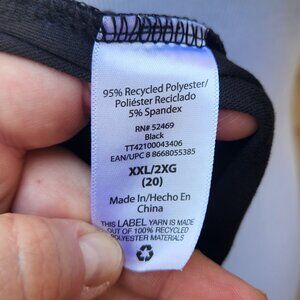 95% Recycled Polyester/
Poliéster Reciclado
5% Spandex
RN# 52469
Black
TT42100043406
EAN/UPC 8 8668055385
XXL/2XG
(20)
Made In/Hecho En
China
THIS LABEL YARN IS MADE
OUT OF 100% RECYCLED
POLYESTER MATERIALS